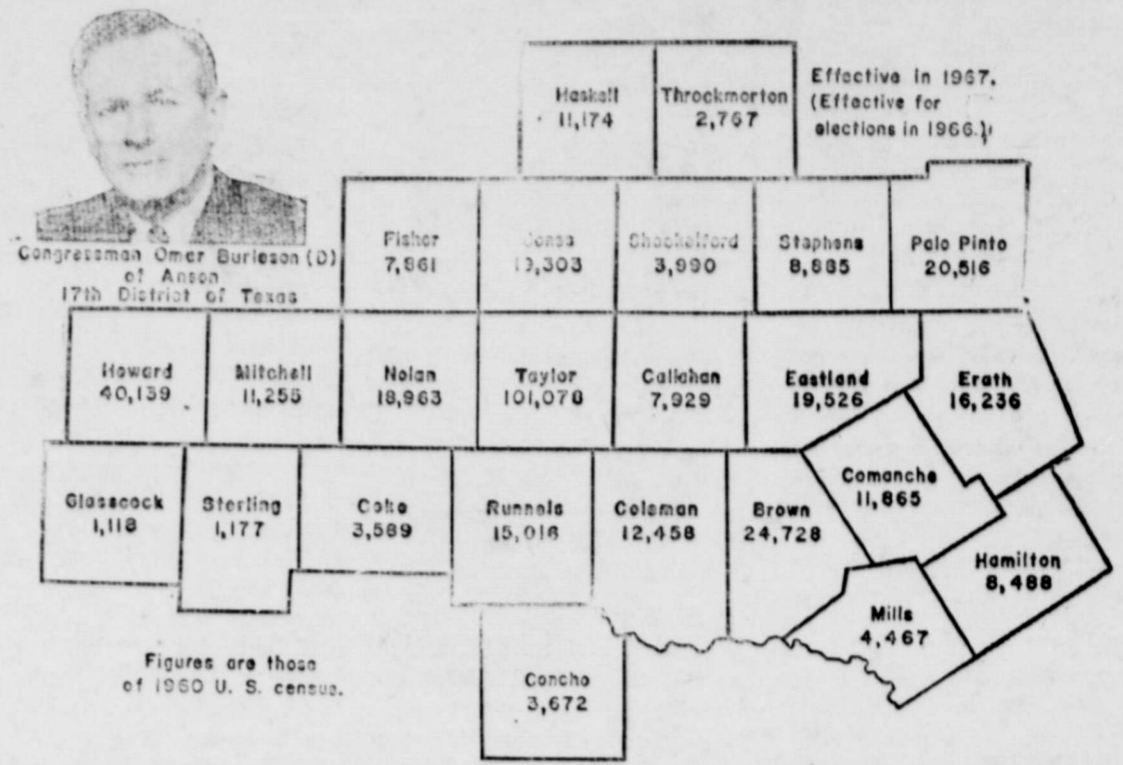 Haskell
11,174
Throckmorton
2,767
Effective in 1967.
(Effective for
elections in 1966.)
Congressman Omar Burleson (D)
of Anson
17th District of Texas
Fisher
7,861
Jones
19,303
Shackelford
3,990
Stephens
8,885
Palo Pinto
20,516
Howard
40,139
Mitchell
11,255
Nolan
18,963
Taylor
101,078
Callahan
7,929
Eastland
19,526
Erath
16,236
Glasscock
1,118
Sterling
1,177
Coke
3,589
Runnels
15,016
Coleman
12,458
Brown
24,728
Comanche
11,865
Hamilton
8,488
Mills
4,467
Concho
3,672
Figures are those
of 1960 U. S. census.